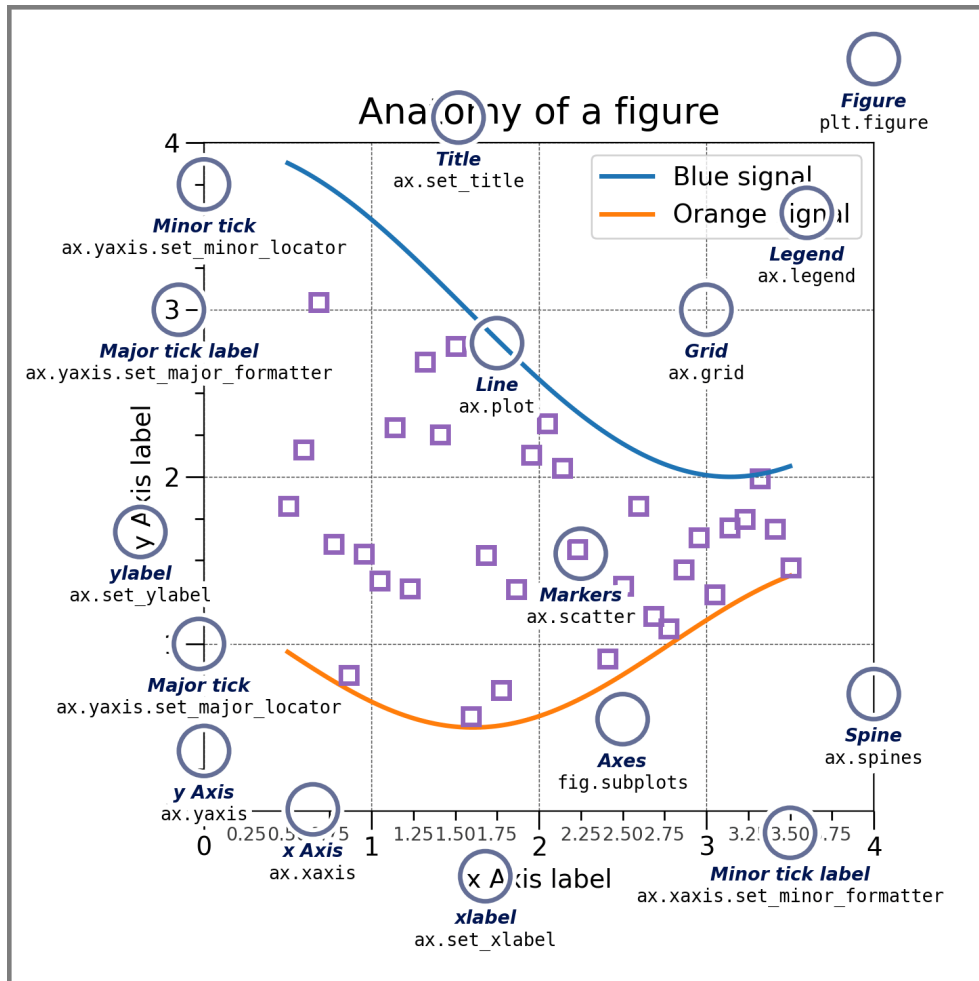 Figure
plt.figure
Anatomy of a figure
Title
ax.set_title
4
Blue signal
Orange signal
Legend
ax.legend
Minor tick
ax.yaxis.set_minor_locator
3
Major tick label
ax.yaxis.set_major_formatter
Grid
ax.grid
Line
ax.plot
2
y Axis label
ylabel
ax.set_ylabel
Markers
ax.scatter
Major tick
ax.yaxis.set_major_locator
Spine
ax.spines
Axes
fig.subplots
y Axis
ax.yaxis
0.25 1.25 1.50 1.75 2.25 2.50 2.75 3.50
0 1 2 3 4
x Axis
ax.xaxis
Minor tick label
ax.xaxis.set_minor_formatter
x Axis label
xlabel
ax.set_xlabel